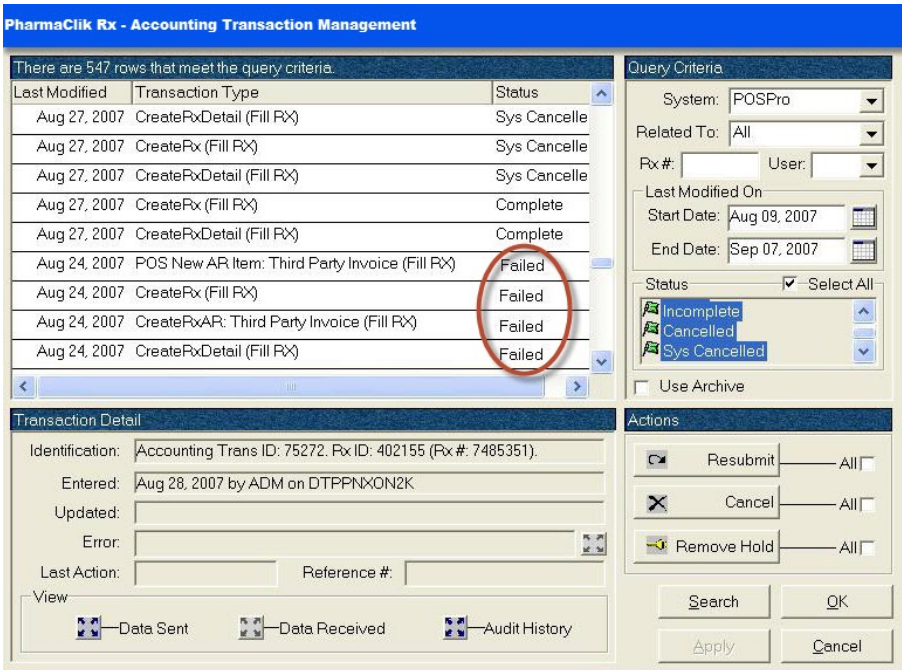 PharmaClik Rx - Accounting Transaction Management
There are 547 rows that meet the query criteria.
Last Modified Transaction Type Status
Aug 27, 2007 CreateRxDetail (Fill RX) Sys Cancelle
Aug 27, 2007 CreateRx (Fill RX) Sys Cancelle
Aug 27, 2007 CreateRxDetail (Fill RX) Sys Cancelle
Aug 27, 2007 CreateRx (Fill RX) Complete
Aug 27, 2007 CreateRxDetail (Fill RX) Complete
Aug 24, 2007 POS New AR Item: Third Party Invoice (Fill RX) Failed
Aug 24, 2007 CreateRx (Fill RX) Failed
Aug 24, 2007 CreateRxAR: Third Party Invoice (Fill RX) Failed
Aug 24, 2007 CreateRxDetail (Fill RX) Failed
Query Criteria
System: POSPro
Related To: All
Rx #: User:
Last Modified On
Start Date: Aug 09, 2007
End Date: Sep 07, 2007
Status Select All
Incomplete
Cancelled
Sys Cancelled
Use Archive
Transaction Detail
Identification: Accounting Trans ID: 75272. Rx ID: 402155 (Rx #: 7485351).
Entered: Aug 28, 2007 by ADM on DTPPNXON2K
Updated:
Error:
Last Action: Reference #:
View
Data Sent Data Received Audit History
Actions
Resubmit All
Cancel All
Remove Hold All
Search OK
Apply Cancel